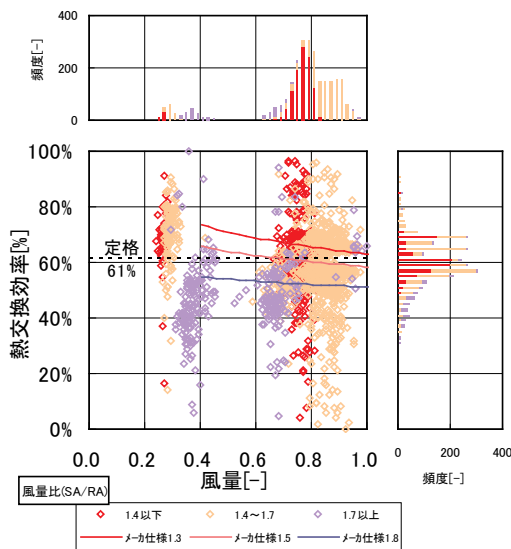 400
200
0
頻度[-]
100%
80%
60%
40%
20%
0%
熱交換効率[%]
定格
61%
0.0
0.2
0.4
0.6
0.8
1.0
風量[-]
0
200
400
頻度[-]
風量比(SA/RA)
1.4以下
1.4～1.7
1.7以上
ﾒｰｶ仕様1.3
ﾒｰｶ仕様1.5
ﾒｰｶ仕様1.8